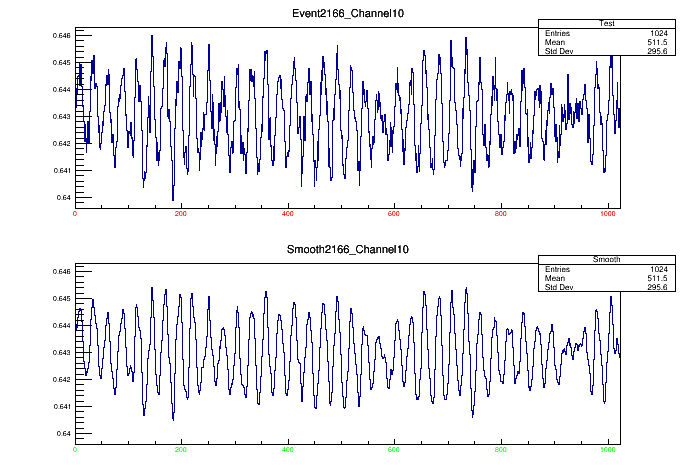 Event2166_Channel10
Test
Entries 1024
Mean 511.5
Std Dev 295.6
0.646
0.645
0.644
0.643
0.642
0.641
0.64
0 200 400 600 800 1000
Smooth2166_Channel10
Smooth
Entries 1024
Mean 511.5
Std Dev 295.6
0.646
0.645
0.644
0.643
0.642
0.641
0.64
0 200 400 600 800 1000